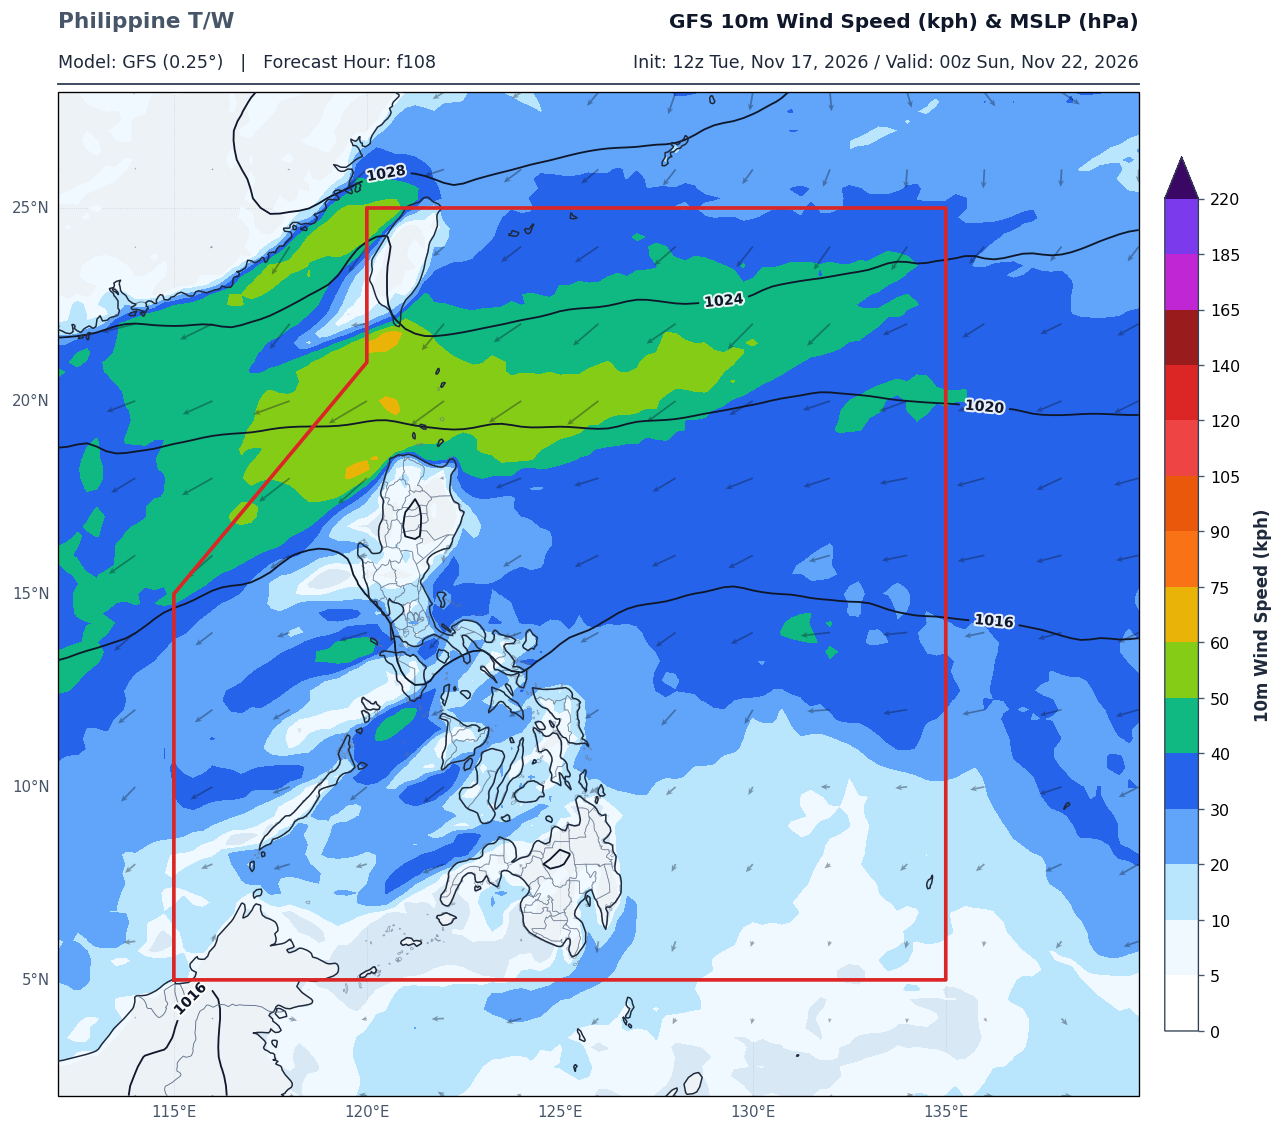 Philippine T/W
GFS 10m Wind Speed (kph) & MSLP (hPa)
Model: GFS (0.25°)   |   Forecast Hour: f108
Init: 12z Tue, Nov 17, 2026 / Valid: 00z Sun, Nov 22, 2026
1028
1024
1020
1016
1016
25°N
20°N
15°N
10°N
5°N
115°E
120°E
125°E
130°E
135°E
220
185
165
140
120
105
90
75
60
50
40
30
20
10
5
0
10m Wind Speed (kph)